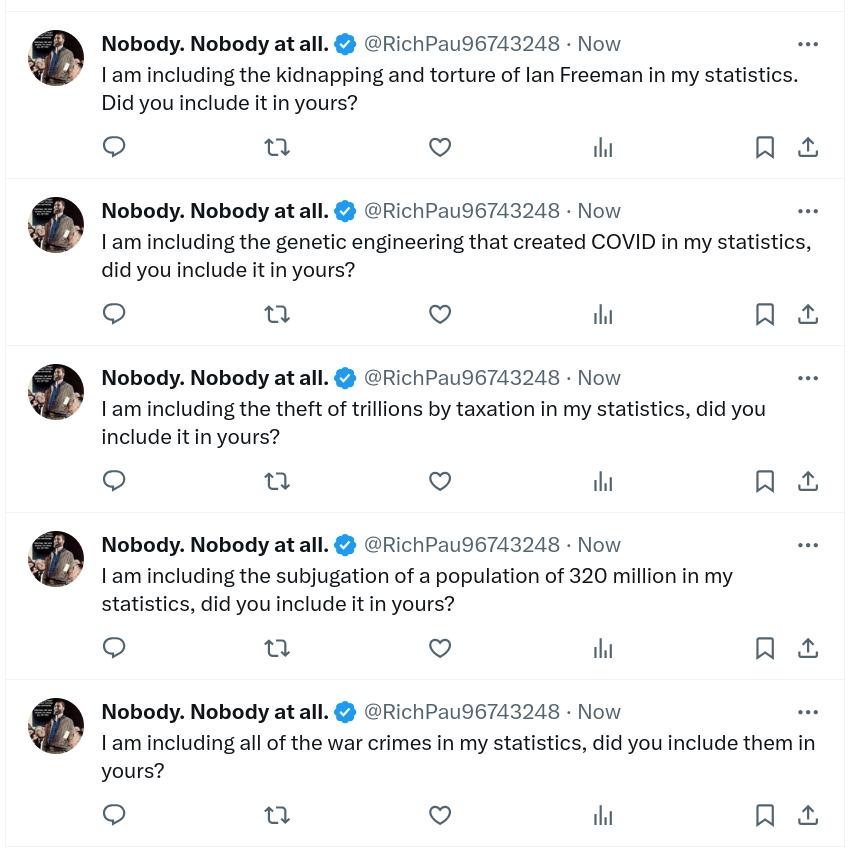 Nobody. Nobody at all. @RichPau96743248 · Now
I am including the kidnapping and torture of Ian Freeman in my statistics.
Did you include it in yours?
Nobody. Nobody at all. @RichPau96743248 · Now
I am including the genetic engineering that created COVID in my statistics,
did you include it in yours?
Nobody. Nobody at all. @RichPau96743248 · Now
I am including the theft of trillions by taxation in my statistics, did you
include it in yours?
Nobody. Nobody at all. @RichPau96743248 · Now
I am including the subjugation of a population of 320 million in my
statistics, did you include it in yours?
Nobody. Nobody at all. @RichPau96743248 · Now
I am including all of the war crimes in my statistics, did you include them in
yours?